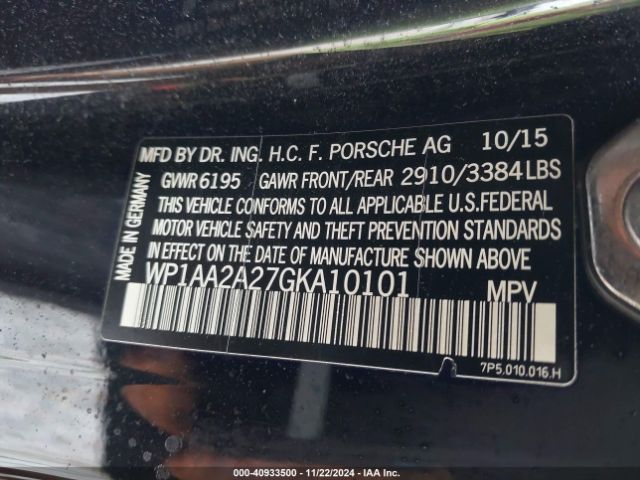 MFD BY DR. ING. H.C. F. PORSCHE AG 10/15
GVWR 6195 GAWR FRONT/REAR 2910/3384 LBS
THIS VEHICLE CONFORMS TO ALL APPLICABLE U.S.FEDERAL
MOTOR VEHICLE SAFETY AND THEFT PREVENTION STANDARDS
IN EFFECT ON THE DATE OF MANUFACTURE SHOWN ABOVE
WP1AA2A27GKA10101 MPV
MADE IN GERMANY
7P5.010.016.H
000-40933500 - 11/22/2024 - IAA Inc.